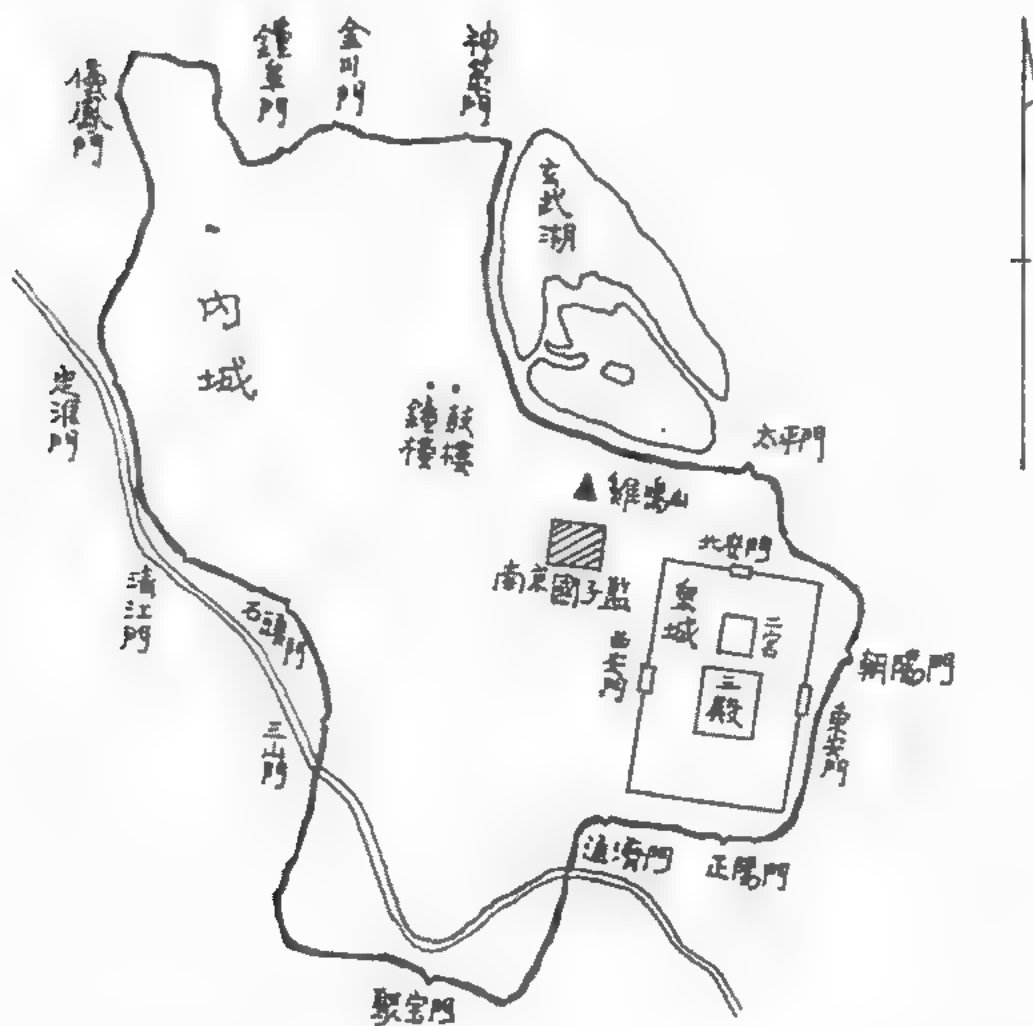 儀鳳門
鍾阜門
金川門
神策門
玄武湖
內城
定淮門
鐘樓
鼓樓
太平門
雞鳴山
北安門
南京國子監
皇城
二宮
三殿
西安門
朝陽門
東安門
清江門
石頭門
三山門
通濟門
正陽門
聚宝門